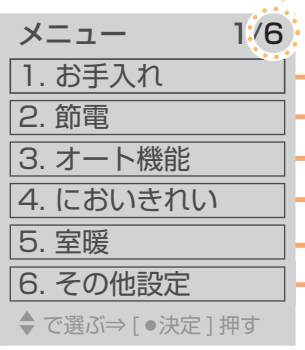 メニュー 1/6
1. お手入れ
2. 節電
3. オート機能
4. においきれい
5. 室暖
6. その他設定
で選ぶ⇒ [ ●決定 ] 押す